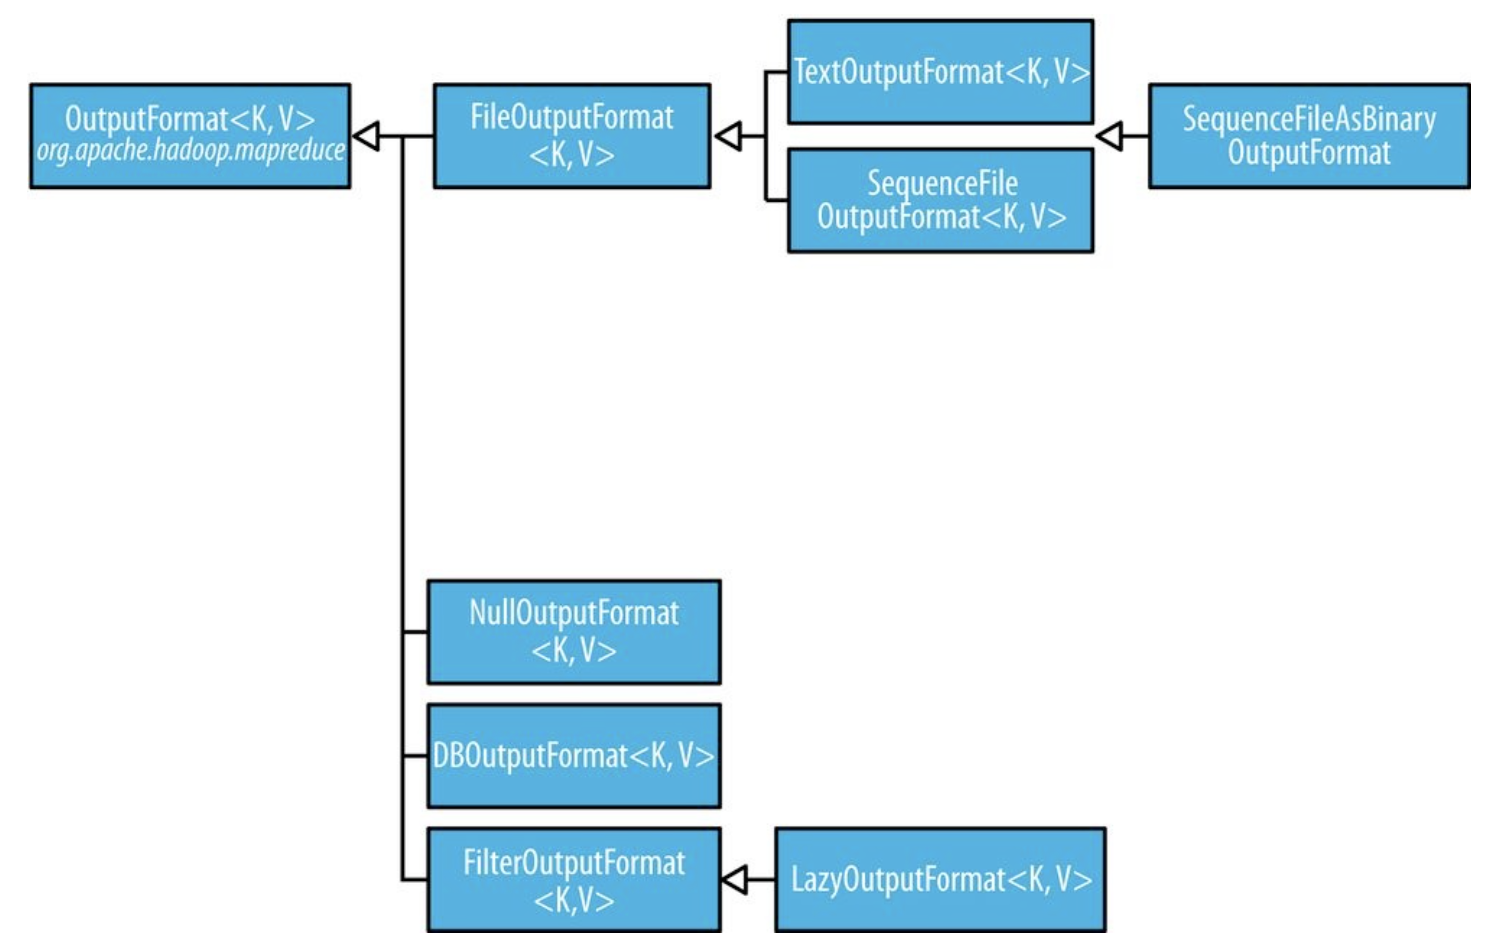 OutputFormat<K, V>
org.apache.hadoop.mapreduce
FileOutputFormat
<K, V>
TextOutputFormat<K, V>
SequenceFile
OutputFormat<K, V>
SequenceFileAsBinary
OutputFormat
NullOutputFormat
<K, V>
DBOutputFormat<K, V>
FilterOutputFormat
<K,V>
LazyOutputFormat<K, V>